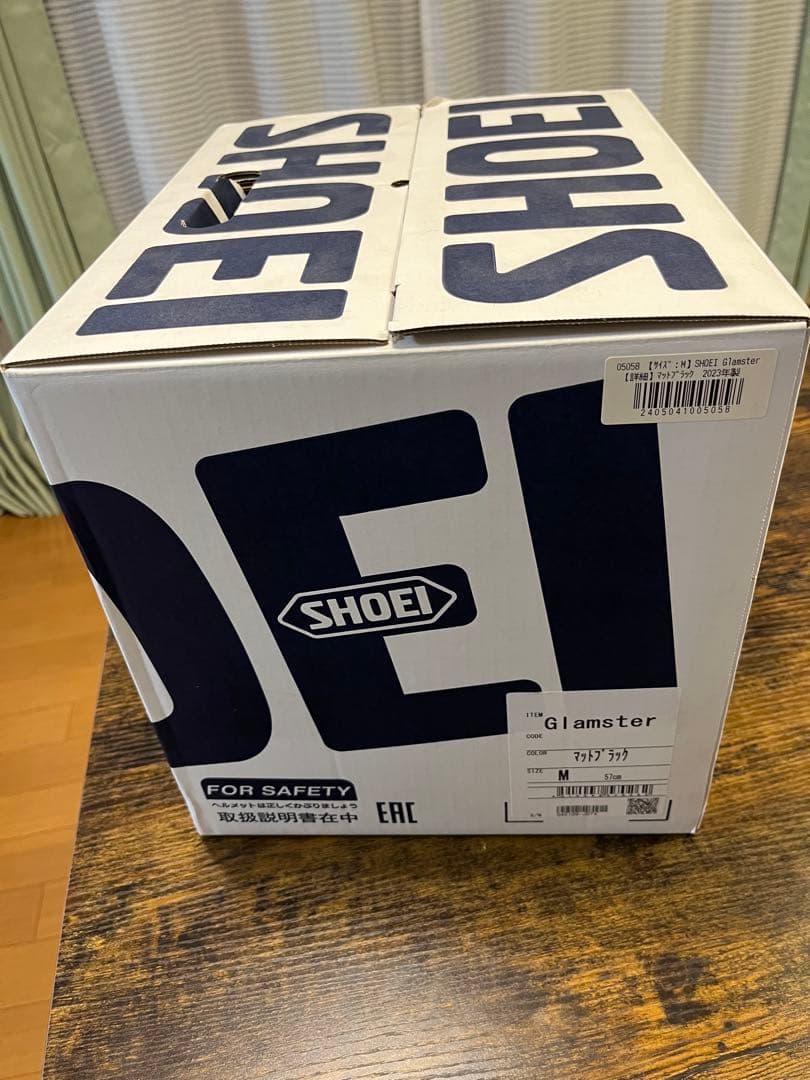 SHOEI
SHOEI
05058 【ｻｲｽﾞ:M】SHOEI Glamster
【詳細】ﾏｯﾄﾌﾞﾗｯｸ 2023年製
2405041005058
OEI
SHOEI
ITEM Glamster
CODE
COLOR ﾏｯﾄﾌﾞﾗｯｸ
SIZE M 57cm
S/N
FOR SAFETY
ヘルメットは正しくかぶりましょう
取扱説明書在中
EAC